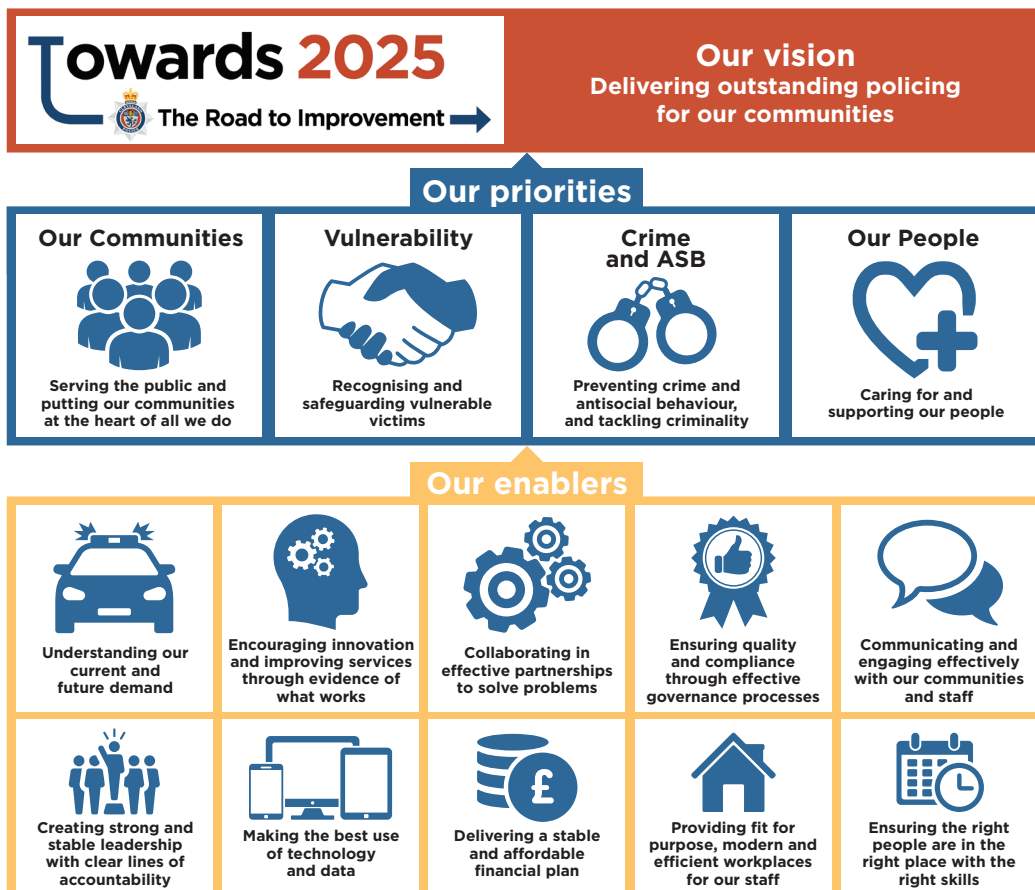 Towards 2025
The Road to Improvement
Our vision
Delivering outstanding policing
for our communities
Our priorities
Our Communities
Serving the public and
putting our communities
at the heart of all we do
Vulnerability
Recognising and
safeguarding vulnerable
victims
Crime
and ASB
Preventing crime and
antisocial behaviour,
and tackling criminality
Our People
Caring for and
supporting our people
Our enablers
Understanding our
current and
future demand
Encouraging innovation
and improving services
through evidence of
what works
Collaborating in
effective partnerships
to solve problems
Ensuring quality
and compliance
through effective
governance processes
Communicating and
engaging effectively
with our communities
and staff
Creating strong and
stable leadership
with clear lines of
accountability
Making the best use
of technology
and data
£
Delivering a stable
and affordable
financial plan
Providing fit for
purpose, modern and
efficient workplaces
for our staff
Ensuring the right
people are in the
right place with the
right skills